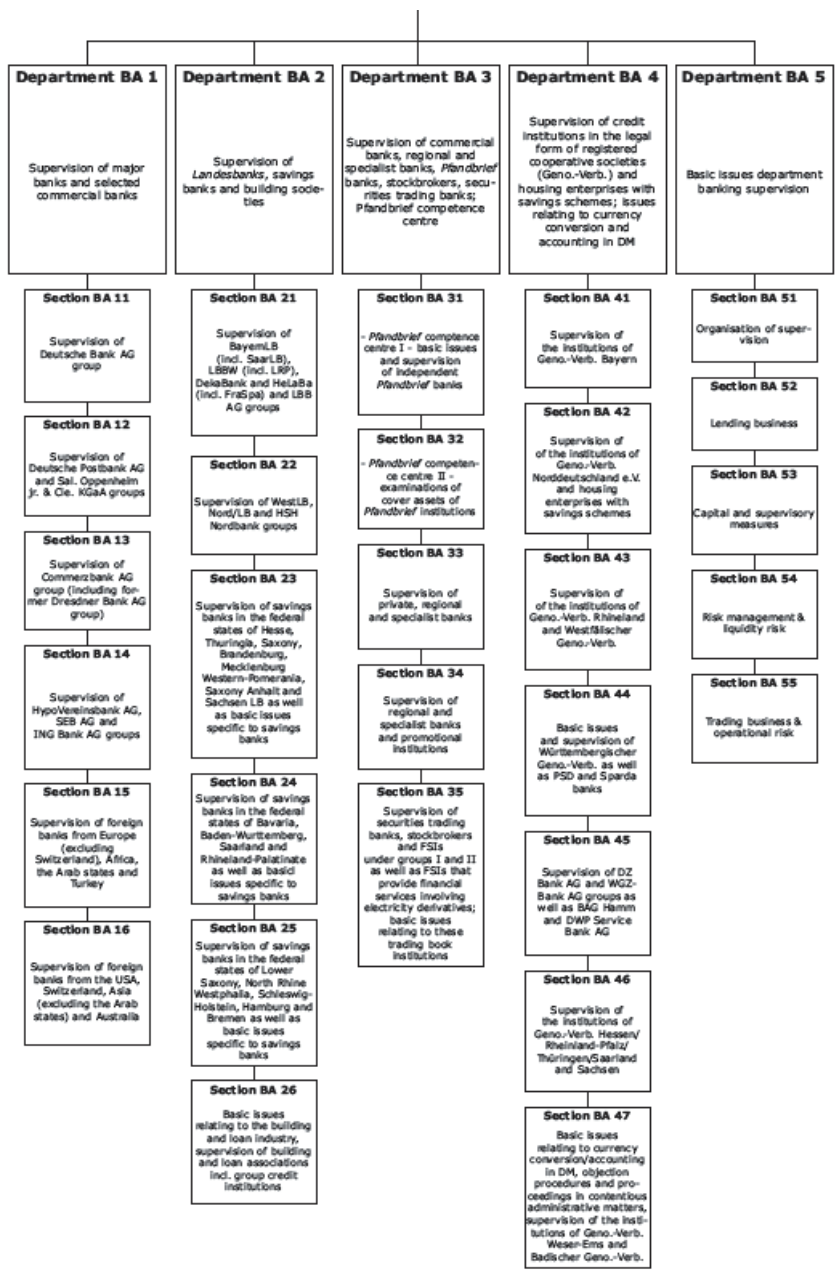 Department BA 1
Supervision of major
banks and selected
commercial banks
Section BA 11
Supervision of
Deutsche Bank AG
group
Section BA 12
Supervision of
Deutsche Postbank AG
and Sal. Oppenheim
jr. & Cie. KGaA groups
Section BA 13
Supervision of
Commerzbank AG
group (including for-
mer Dresdner Bank AG
group)
Section BA 14
Supervision of
HypoVereinsbank AG,
SEB AG and
ING Bank AG groups
Section BA 15
Supervision of foreign
banks from Europe
(excluding
Switzerland), Africa,
the Arab states and
Turkey
Section BA 16
Supervision of foreign
banks from the USA,
Switzerland, Asia
(excluding the Arab
states) and Australia
Department BA 2
Supervision of
Landesbanks, savings
banks and building socie-
ties
Section BA 21
Supervision of
BayernLB
(incl. SaarLB),
LBBW (incl. LRP),
DekaBank and HeLaBa
(incl. FraSpa) and LBB
AG groups
Section BA 22
Supervision of WestLB,
Nord/LB and HSH
Nordbank groups
Section BA 23
Supervision of savings
banks in the federal
states of Hesse,
Thuringia, Saxony,
Brandenburg,
Mecklenburg
Western-Pomerania,
Saxony Anhalt and
Sachsen LB as well
as basic issues
specific to savings
banks
Section BA 24
Supervision of savings
banks in the federal
states of Bavaria,
Baden-Wurttemberg,
Saarland and
Rhineland-Palatinate
as well as basicl
issues specific to
savings banks
Section BA 25
Supervision of savings
banks in the federal
states of Lower
Saxony, North Rhine
Westphalia, Schleswig-
Holstein, Hamburg and
Bremen as well as
basic issues
specific to savings
banks
Section BA 26
Basic issues
relating to the building
and loan industry,
supervision of building
and loan associations
incl. group credit
institutions
Department BA 3
Supervision of commercial
banks, regional and
specialist banks, Pfandbrief
banks, stockbrokers, secu-
rities trading banks;
Pfandbrief competence
centre
Section BA 31
- Pfandbrief comptence
centre I - basic issues
and supervision
of independent
Pfandbrief banks
Section BA 32
- Pfandbrief competen-
ce centre II -
examinations of
cover assets of
Pfandbrief institutions
Section BA 33
Supervision of
private, regional
and specialist banks
Section BA 34
Supervision of
regional and
specialist banks
and promotional
institutions
Section BA 35
Supervision of
securities trading
banks, stockbrokers
and FSIs
under groups I and II
as well as FSIs that
provide financial
services involving
electricity derivatives;
basic issues
relating to these
trading book
institutions
Department BA 4
Supervision of credit
institutions in the legal
form of registered
cooperative societies
(Geno.-Verb.) and
housing enterprises with
savings schemes; issues
relating to currency
conversion and
accounting in DM
Section BA 41
Supervision of
the institutions of
Geno.-Verb. Bayern
Section BA 42
Supervision of
of the institutions of
Geno.-Verb.
Norddeutschland e.V.
and housing
enterprises with
savings schemes
Section BA 43
Supervision of
of the institutions of
Geno.-Verb. Rhineland
and Westfälischer
Geno.-Verb.
Section BA 44
Basic issues
and supervision of
Württembergischer
Geno.-Verb. as well
as PSD and Sparda
banks
Section BA 45
Supervision of DZ
Bank AG and WGZ-
Bank AG groups as
well as BAG Hamm
and DWP Service
Bank AG
Section BA 46
Supervision of
the institutions of
Geno.-Verb. Hessen/
Rheinland-Pfalz/
Thüringen/Saarland
and Sachsen
Section BA 47
Basic issues
relating to currency
conversion/accounting
in DM, objection
procedures and pro-
ceedings in contentious
administrative matters,
supervision of the insti-
tutions of Geno.-Verb.
Weser-Ems and
Badischer Geno.-Verb.
Department BA 5
Basic issues department
banking supervision
Section BA 51
Organisation of super-
vision
Section BA 52
Lending business
Section BA 53
Capital and supervisory
measures
Section BA 54
Risk management &
liquidity risk
Section BA 55
Trading business &
operational risk